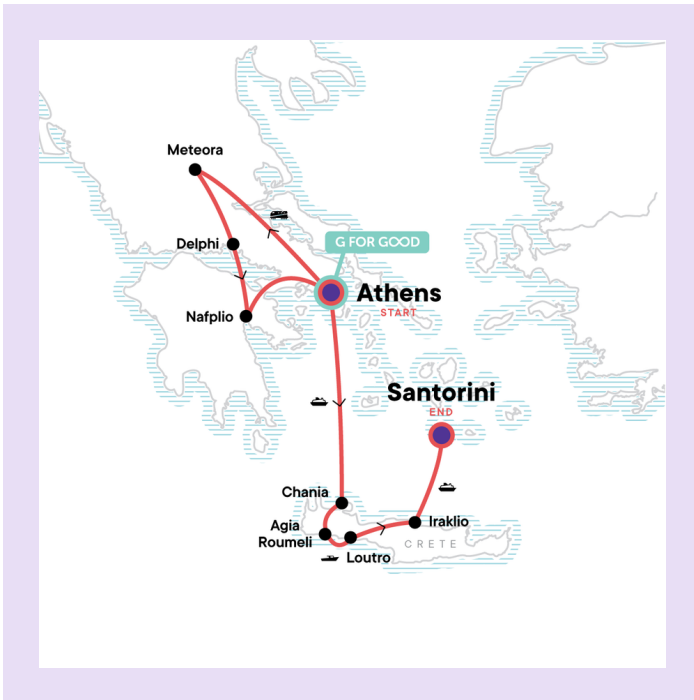 Meteora
G FOR GOOD
Delphi
Athens
START
Nafplio
Santorini
END
Chania
Iraklio
Agia
Roumeli
CRETE
Loutro